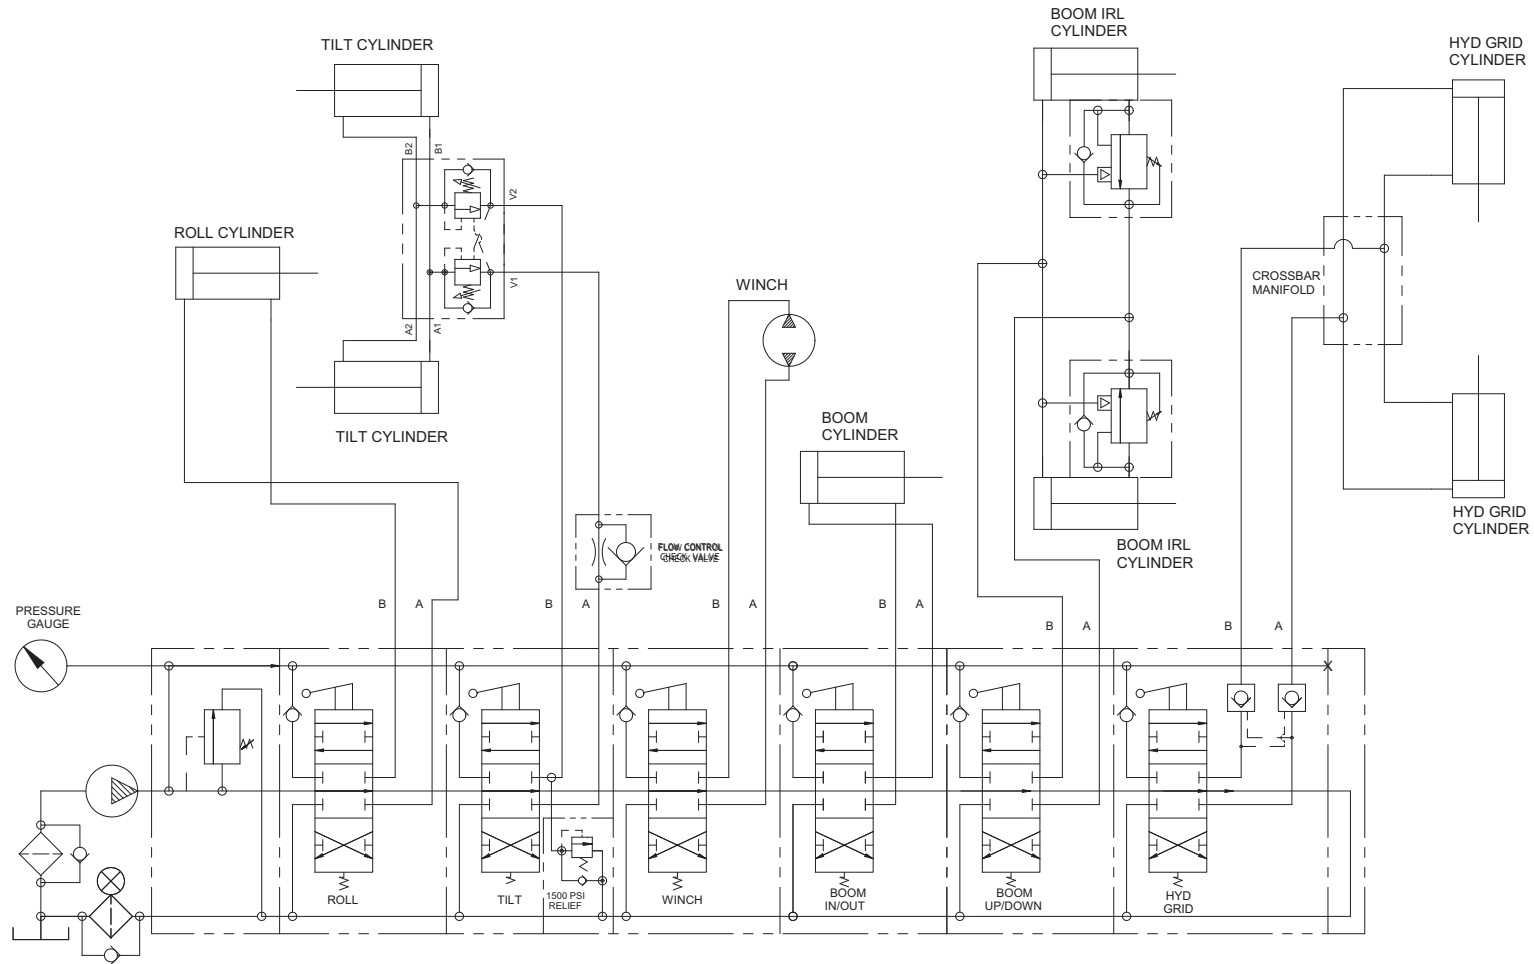 BOOM IRL
CYLINDER
TILT CYLINDER
HYD GRID
CYLINDER
B2
B1
V2
ROLL CYLINDER
CROSSBAR
MANIFOLD
V1
WINCH
A2
A1
TILT CYLINDER
BOOM
CYLINDER
HYD GRID
CYLINDER
BOOM IRL
CYLINDER
FLOW CONTROL
CHECK VALVE
PRESSURE
GAUGE
B
A
B
A
B
A
B
A
B
A
B
A
X
ROLL
TILT
1500 PSI
RELIEF
WINCH
BOOM
IN/OUT
BOOM
UP/DOWN
HYD
GRID